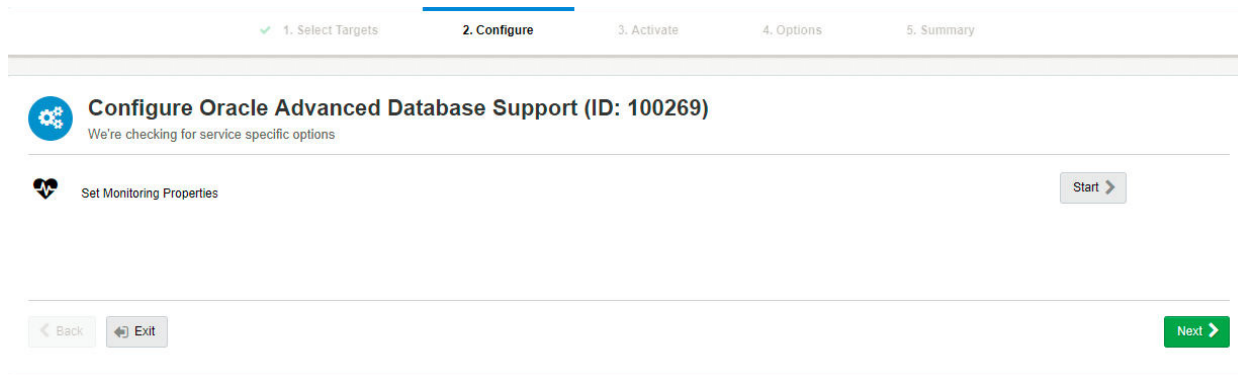 1. Select Targets 2. Configure 3. Activate 4. Options 5. Summary
Configure Oracle Advanced Database Support (ID: 100269)
We're checking for service specific options
Set Monitoring Properties Start
Back Exit Next